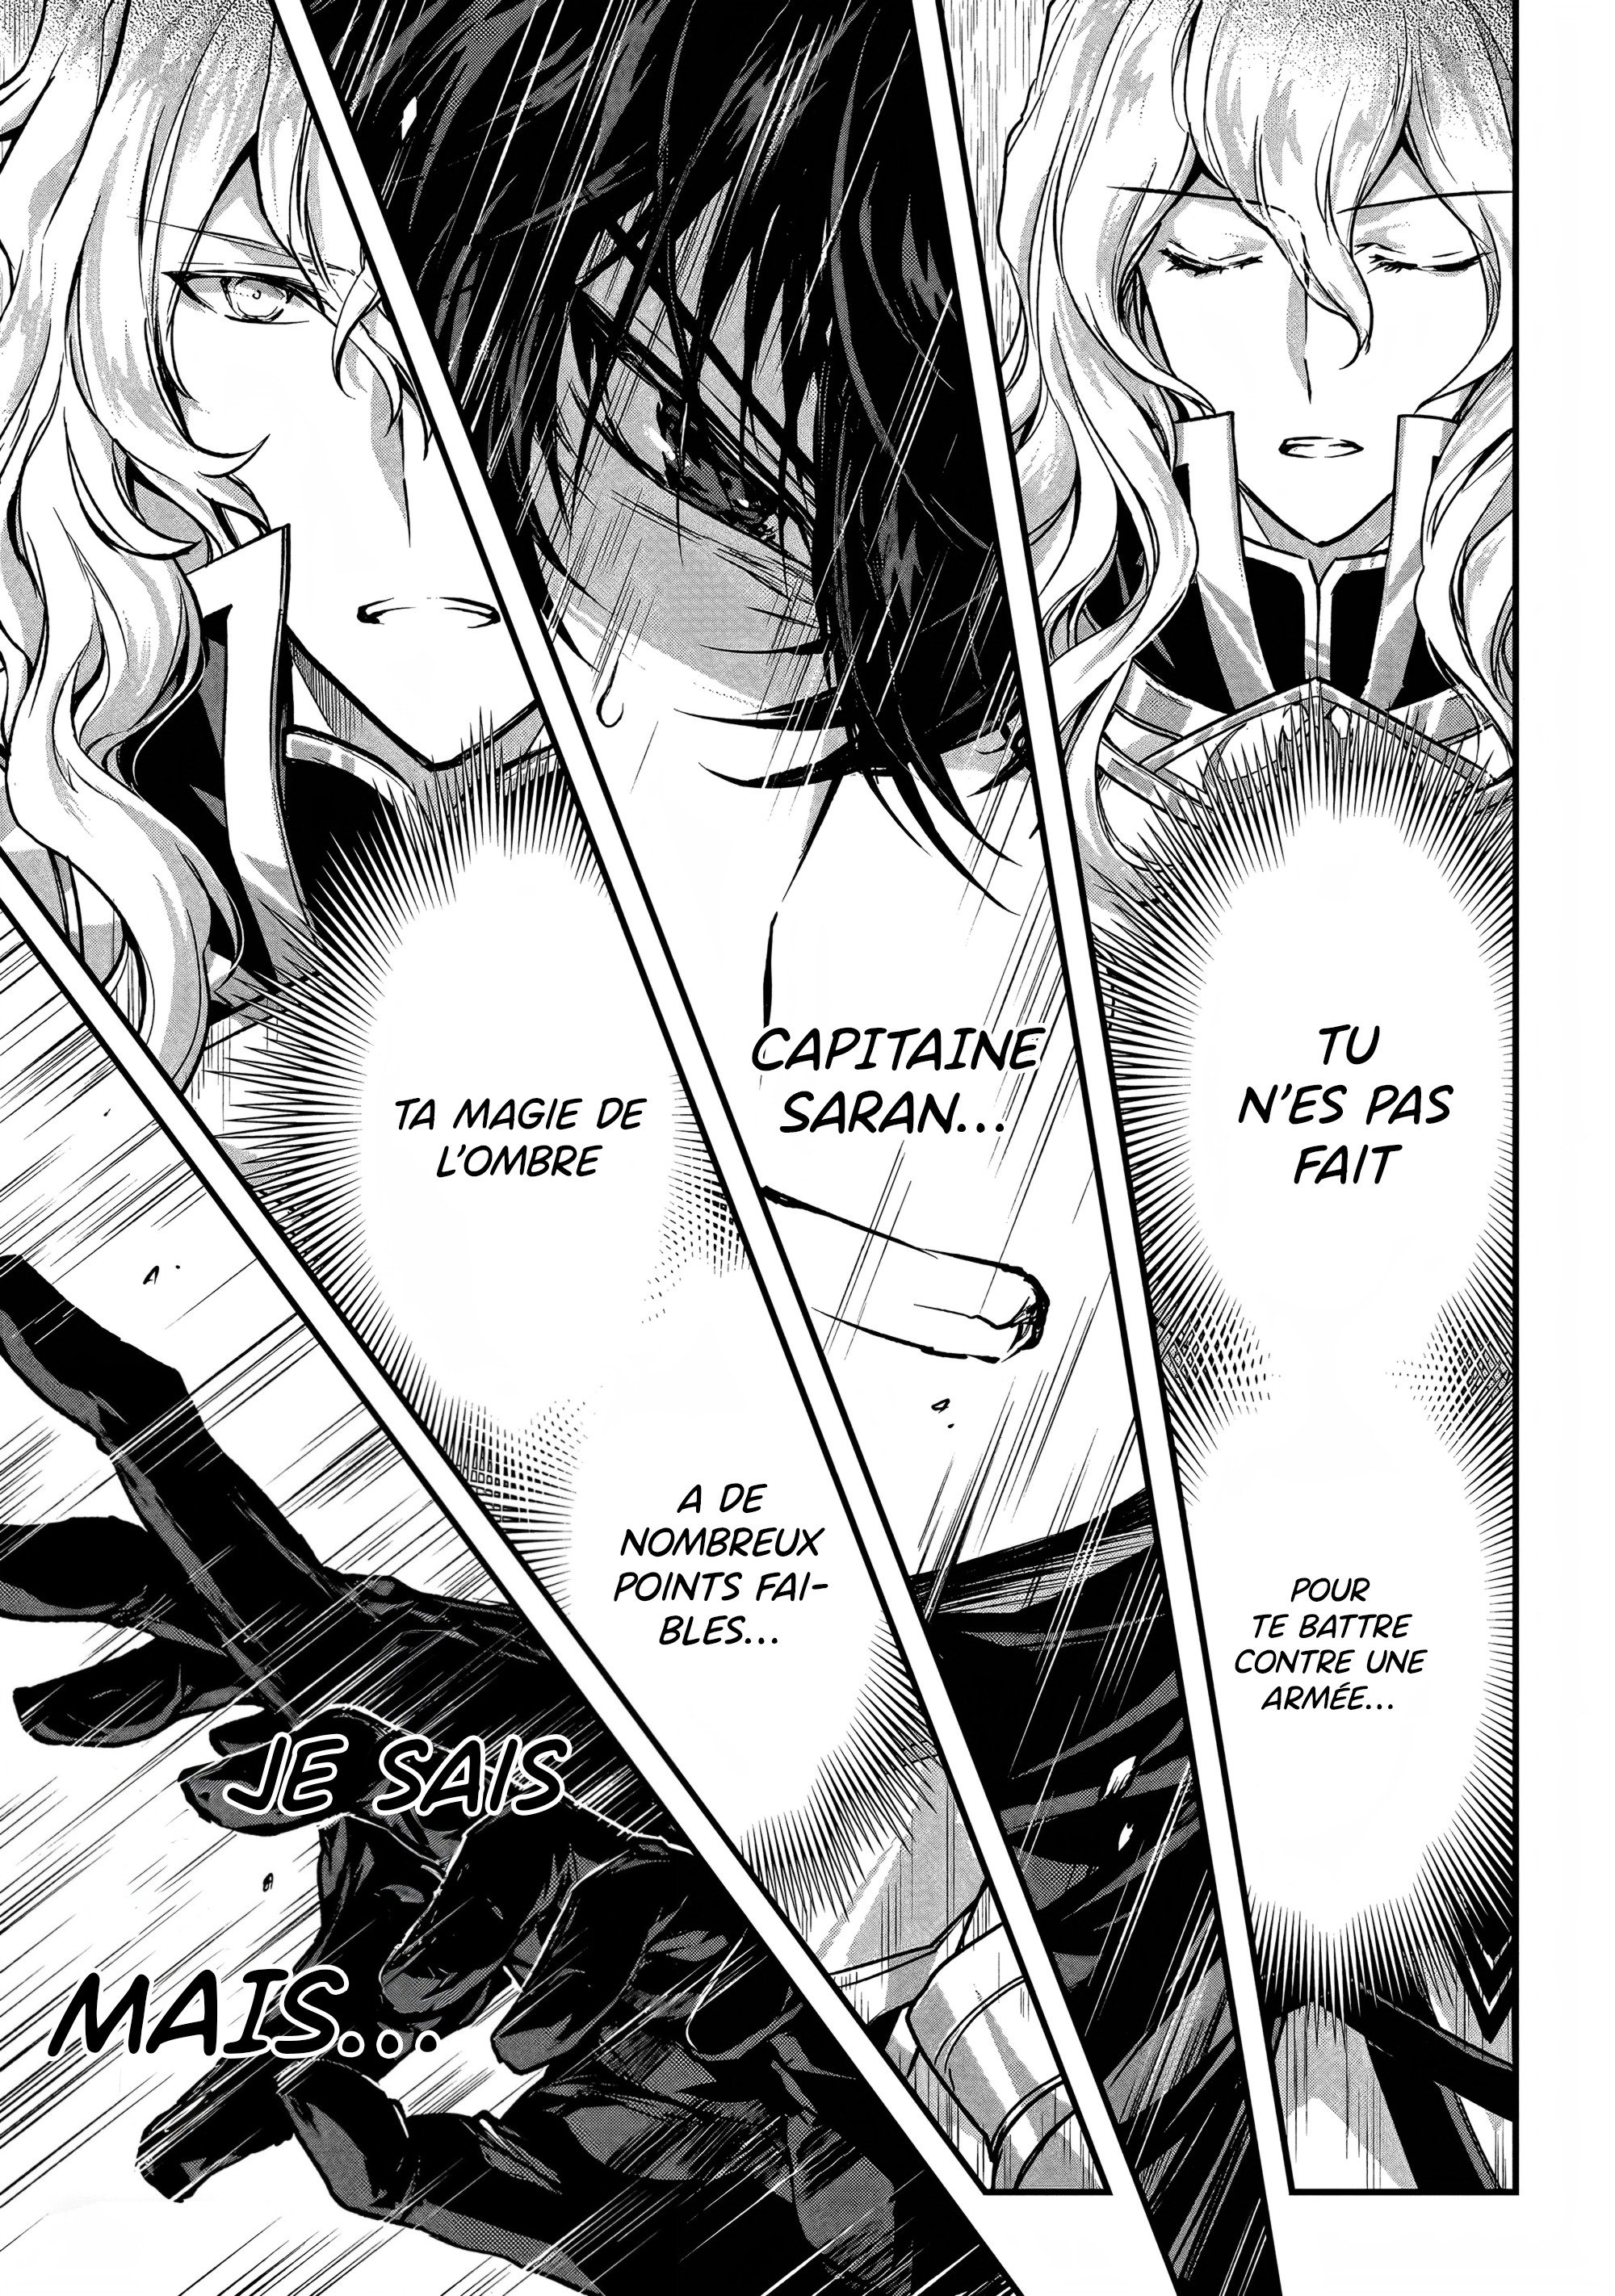 TU
N'ES PAS
FAIT
POUR
TE BATTRE
CONTRE UNE
ARMÉE...
CAPITAINE
SARAN...
TA MAGIE DE
L'OMBRE
A DE
NOMBREUX
POINTS FAI-
BLES...
JE SAIS
MAIS...